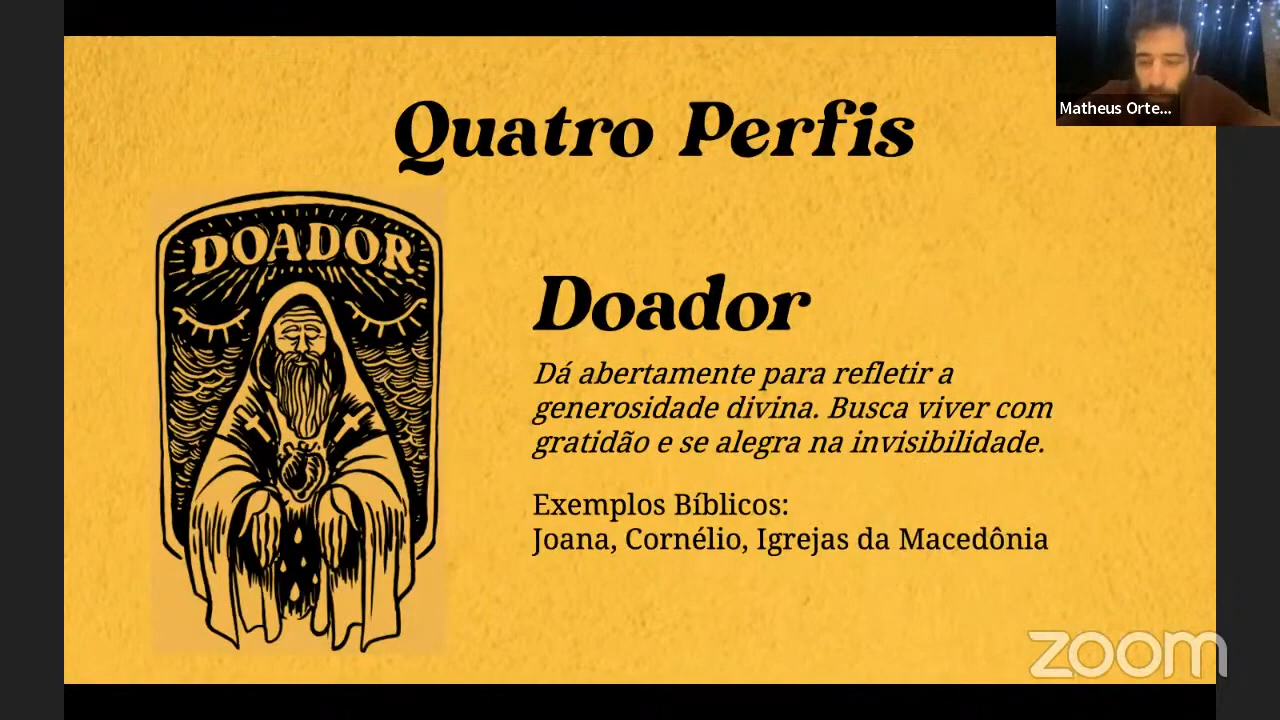 Quatro Perfis
Matheus Orte...
DOADOR
Doador
Dá abertamente para refletir a
generosidade divina. Busca viver com
gratidão e se alegra na invisibilidade.
Exemplos Bíblicos:
Joana, Cornélio, Igrejas da Macedônia
zoom